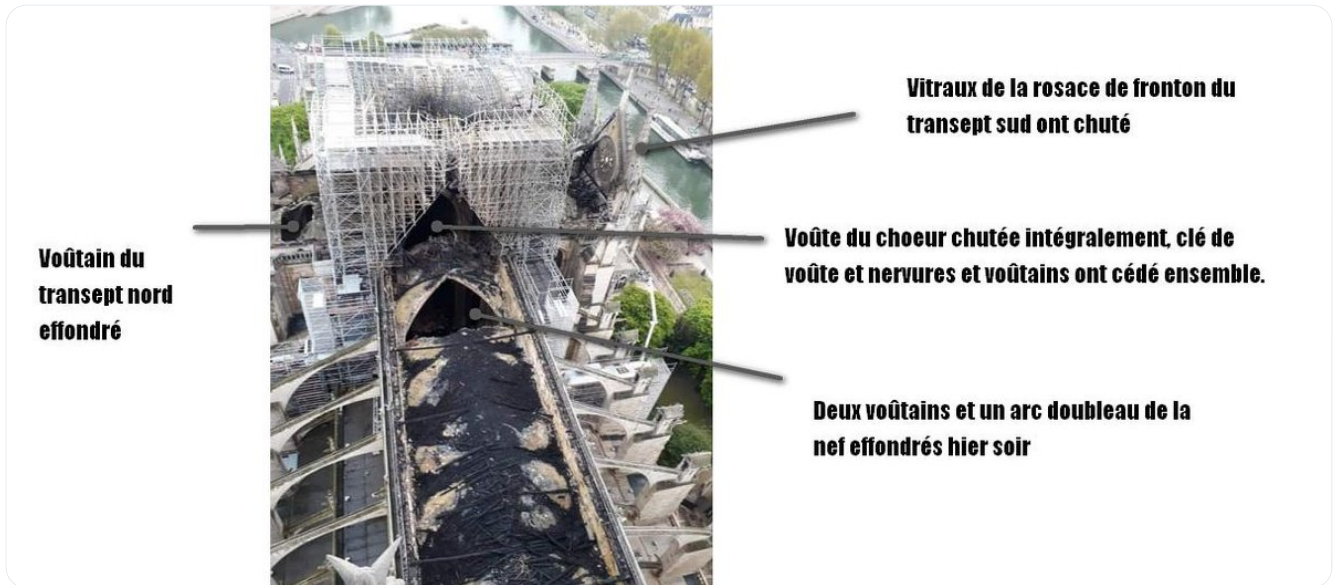 Vitraux de la rosace de fronton du
transept sud ont chuté
Voûtain du
transept nord
effondré
Voûte du choeur chutée intégralement, clé de
voûte et nervures et voûtains ont cédé ensemble.
Deux voûtains et un arc doubleau de la
nef effondrés hier soir